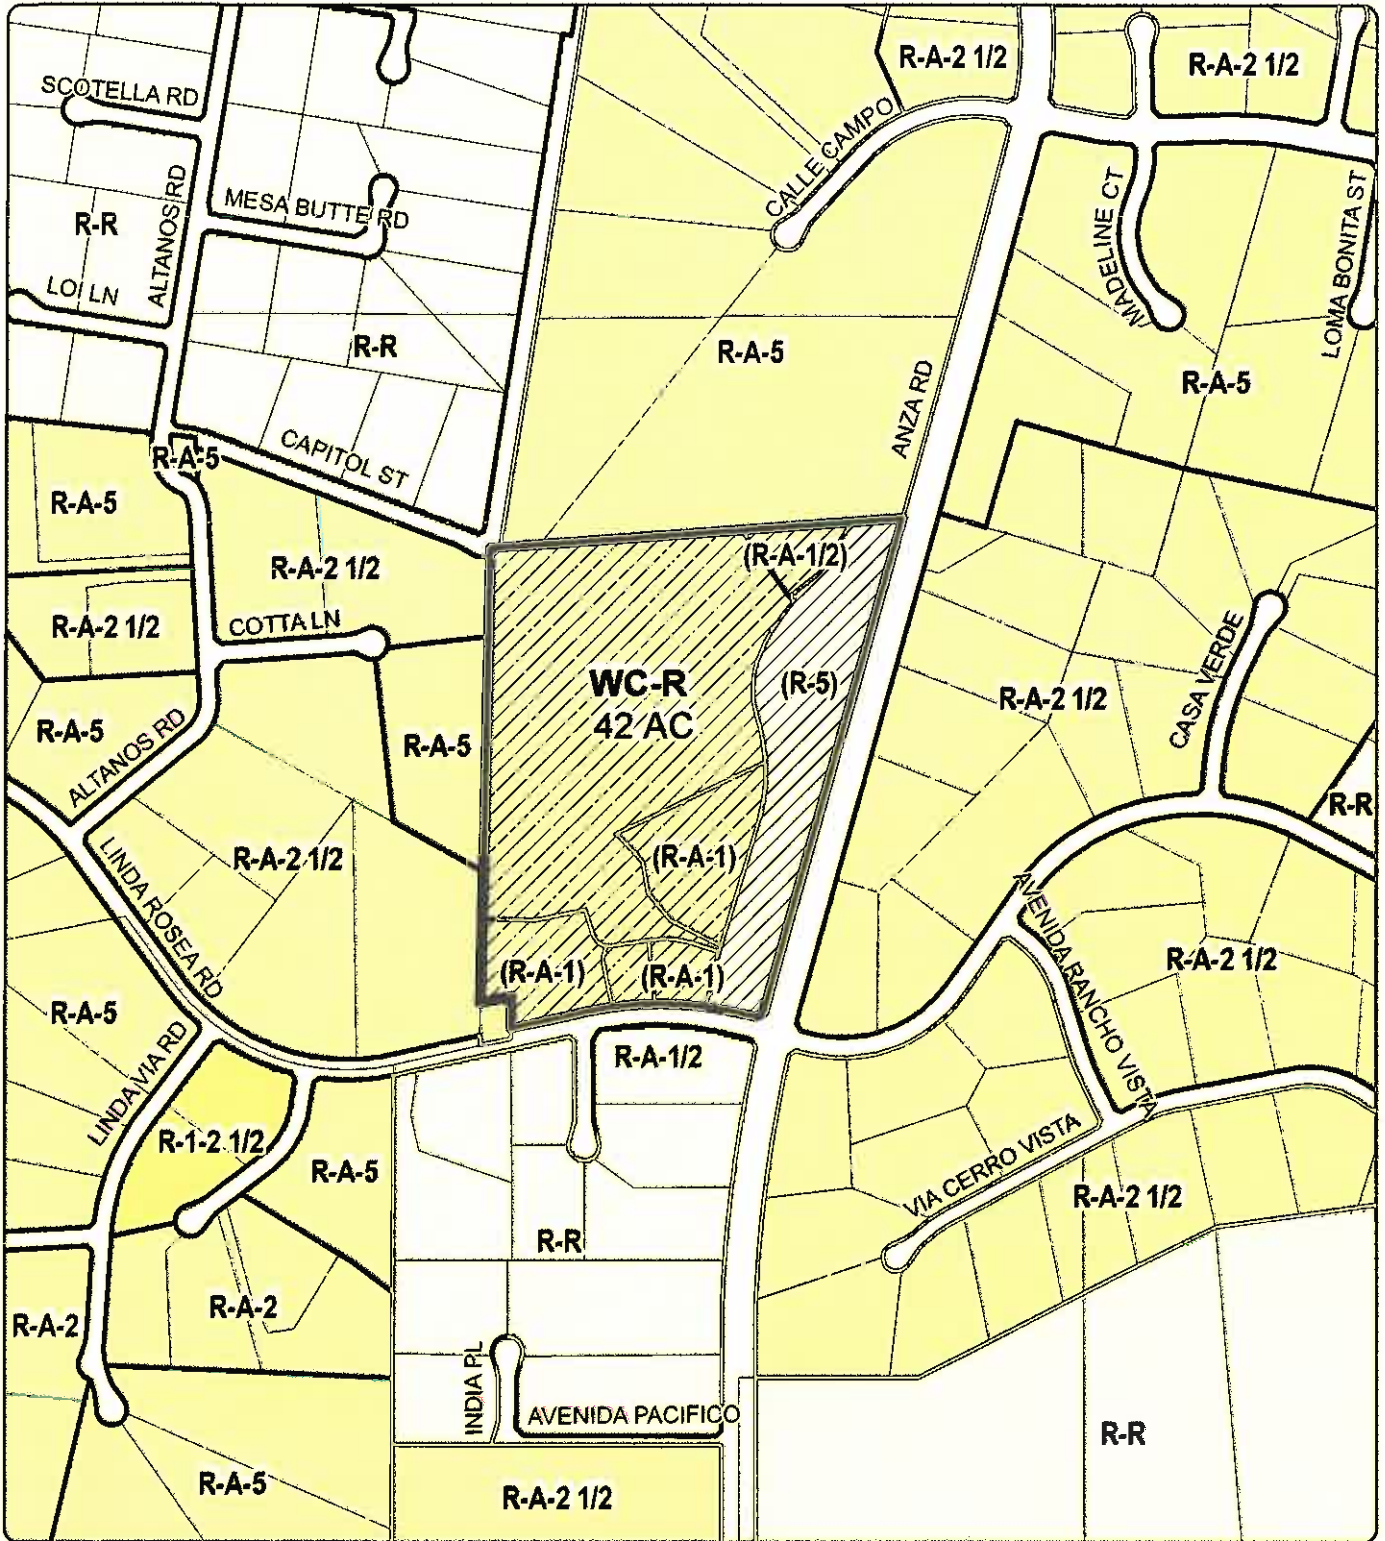 R-A-2 1/2
R-A-2 1/2
SCOTELLA RD
CALLE CAMPO
ALTANOS RD
MESA BUTTE RD
R-R
MADELINE CT
LOMA BONITA ST
LOI LN
R-R
R-A-5
R-A-5
ANZA RD
CAPITOL ST
R-A-5
R-A-5
(R-A-1/2)
R-A-2 1/2
R-A-2 1/2
COTTA LN
WC-R
42 AC
(R-5)
R-A-2 1/2
CASA VERDE
R-A-5
ALTANOS RD
R-A-5
R-R
R-A-2 1/2
(R-A-1)
LINDA ROSEA RD
AVENIDA RANCHO VISTA
R-A-2 1/2
(R-A-1)
(R-A-1)
R-A-5
LINDA VIA RD
R-A-1/2
R-1-2 1/2
R-A-5
VIA CERRO VISTA
R-A-2 1/2
R-R
R-A-2
R-A-2
INDIA PL
AVENIDA PACIFICO
R-R
R-A-5
R-A-2 1/2